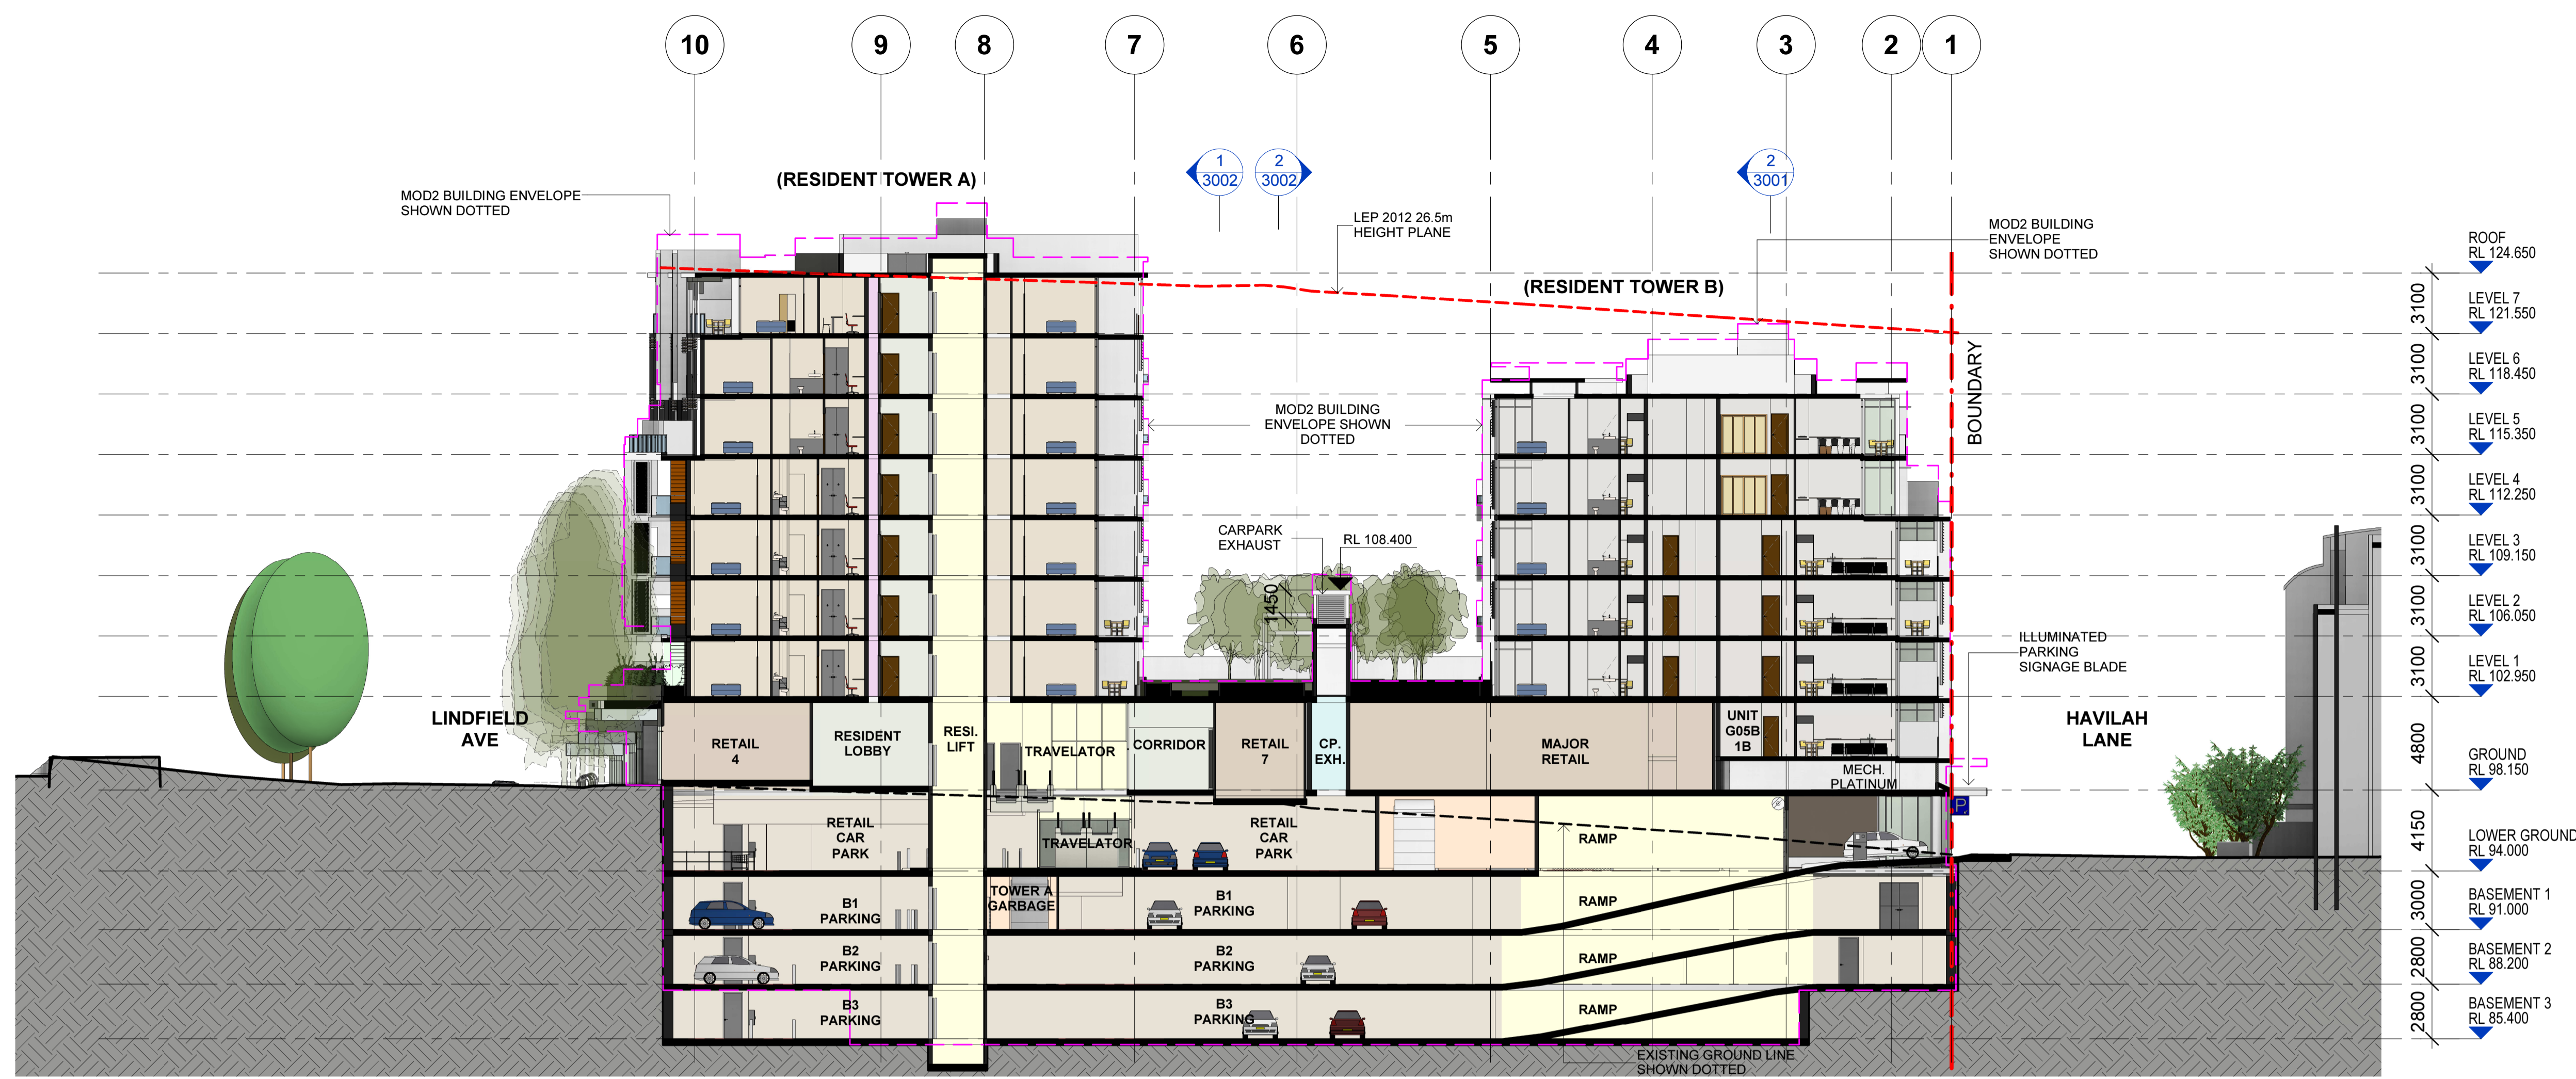 10
9
8
7
6
5
4
3
2
1
(RESIDENT TOWER A)
1
3002
2
3002
2
3001
MOD2 BUILDING ENVELOPE
SHOWN DOTTED
LEP 2012 26.5m
HEIGHT PLANE
MOD2 BUILDING
ENVELOPE
SHOWN DOTTED
(RESIDENT TOWER B)
BOUNDARY
MOD2 BUILDING
ENVELOPE SHOWN
DOTTED
CARPARK
EXHAUST
RL 108.400
1450
ILLUMINATED
PARKING
SIGNAGE BLADE
LINDFIELD
AVE
HAVILAH
LANE
RETAIL
4
RESIDENT
LOBBY
RESI.
LIFT
TRAVELATOR
CORRIDOR
RETAIL
7
CP.
EXH.
MAJOR
RETAIL
UNIT
G05B
1B
MECH.
PLATINUM
P
RETAIL
CAR
PARK
TRAVELATOR
RETAIL
CAR
PARK
RAMP
B1
PARKING
TOWER A
GARBAGE
B1
PARKING
RAMP
B2
PARKING
B2
PARKING
RAMP
B3
PARKING
B3
PARKING
RAMP
EXISTING GROUND LINE
SHOWN DOTTED
ROOF
RL 124.650
3100
LEVEL 7
RL 121.550
3100
LEVEL 6
RL 118.450
3100
LEVEL 5
RL 115.350
3100
LEVEL 4
RL 112.250
3100
LEVEL 3
RL 109.150
3100
LEVEL 2
RL 106.050
3100
LEVEL 1
RL 102.950
4800
GROUND
RL 98.150
4150
LOWER GROUND
RL 94.000
3000
BASEMENT 1
RL 91.000
2800
BASEMENT 2
RL 88.200
2800
BASEMENT 3
RL 85.400